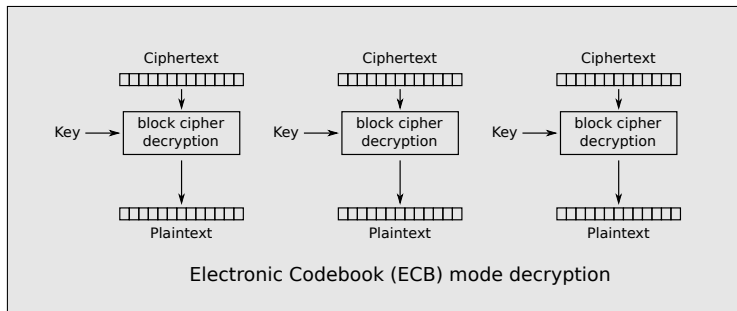 Ciphertext Ciphertext Ciphertext
Key block cipher Key block cipher Key block cipher
decryption decryption decryption
Plaintext Plaintext Plaintext
Electronic Codebook (ECB) mode decryption